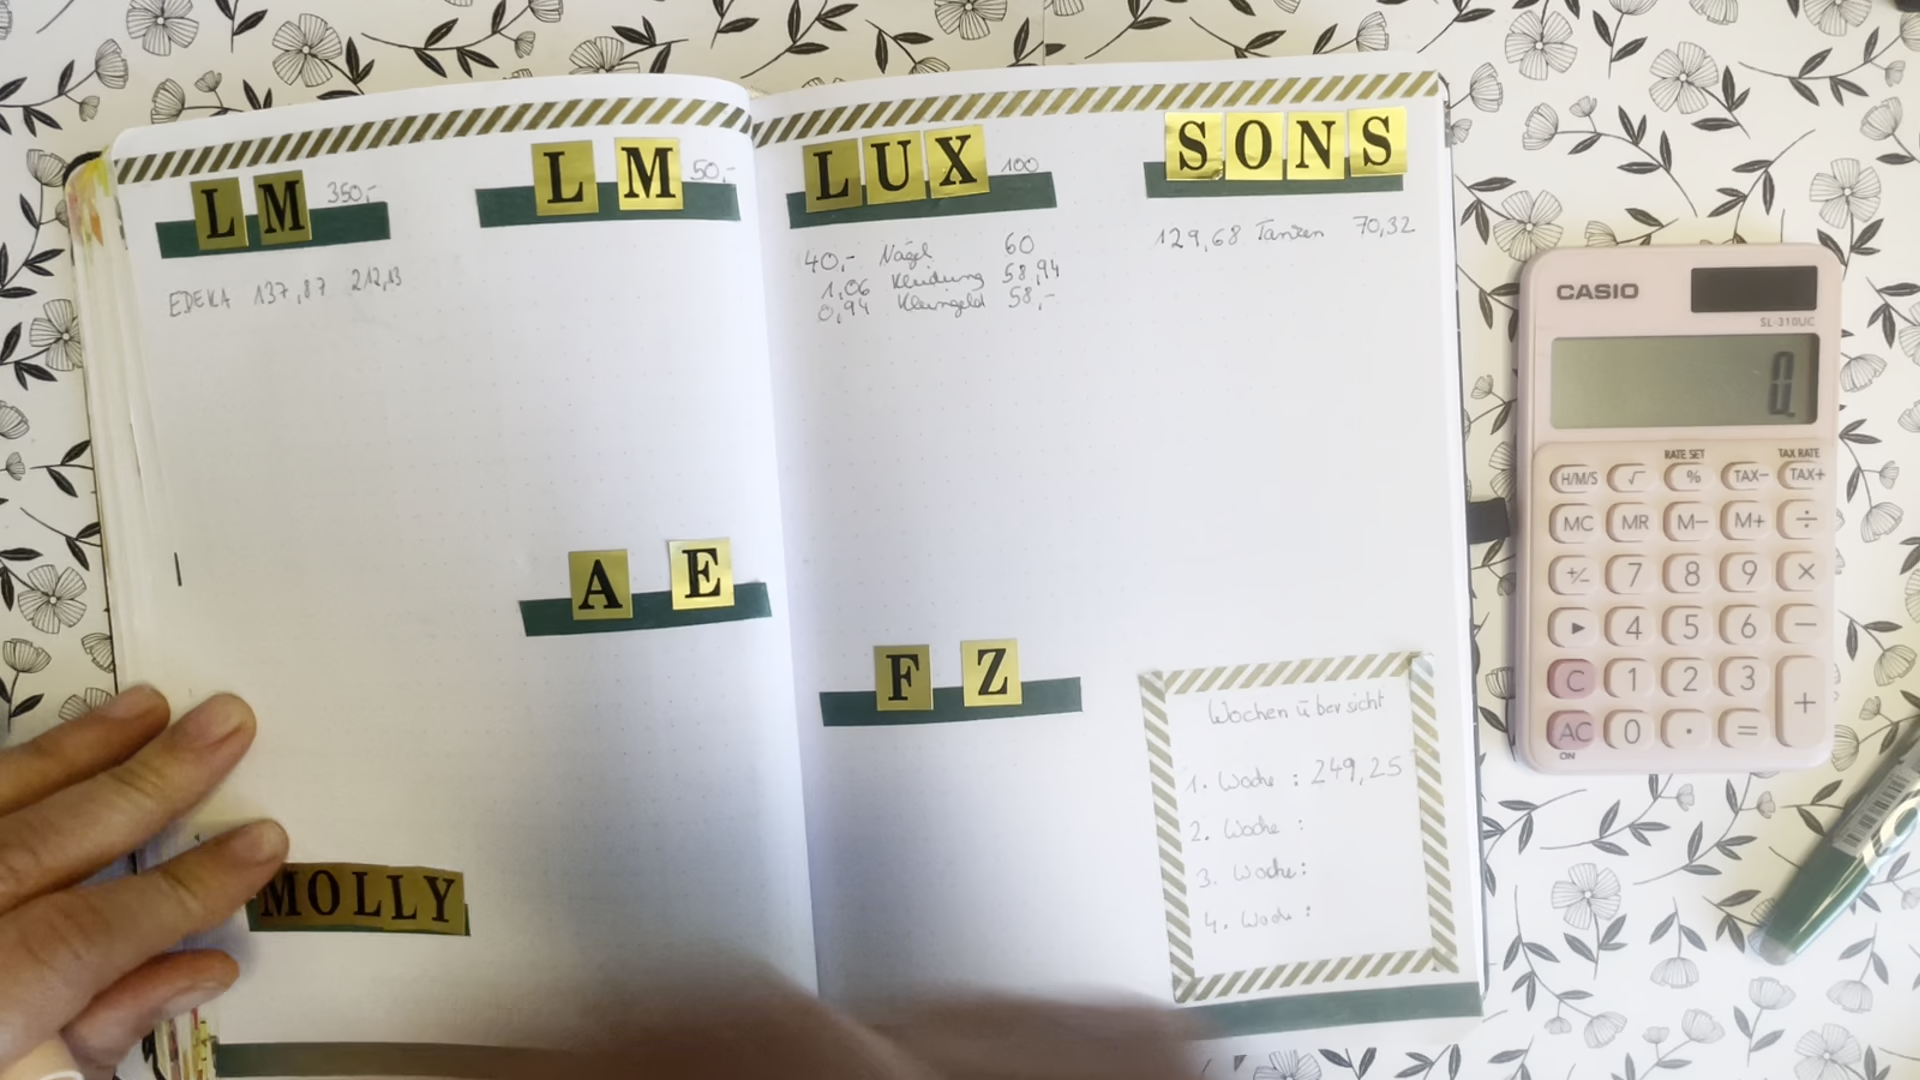 LM 350,-
EDEKA 137,87 212,13
LM 50,-
AE
MOLLY
LUX 100
40,- Nägel 60
1,06 Kleidung 58,94
0,94 Kleingeld 58,-
SONS
129,68 Tanken 70,32
FZ
Wochenübersicht
1. Woche : 249,25
2. Woche :
3. Woche :
4. Woche :
CASIO
SL-310UC
0
RATE SET TAX RATE
H/M/S √ % TAX− TAX+
MC MR M− M+ ÷
+/− 7 8 9 ×
▶ 4 5 6 −
C 1 2 3 +
AC 0 · =
ON